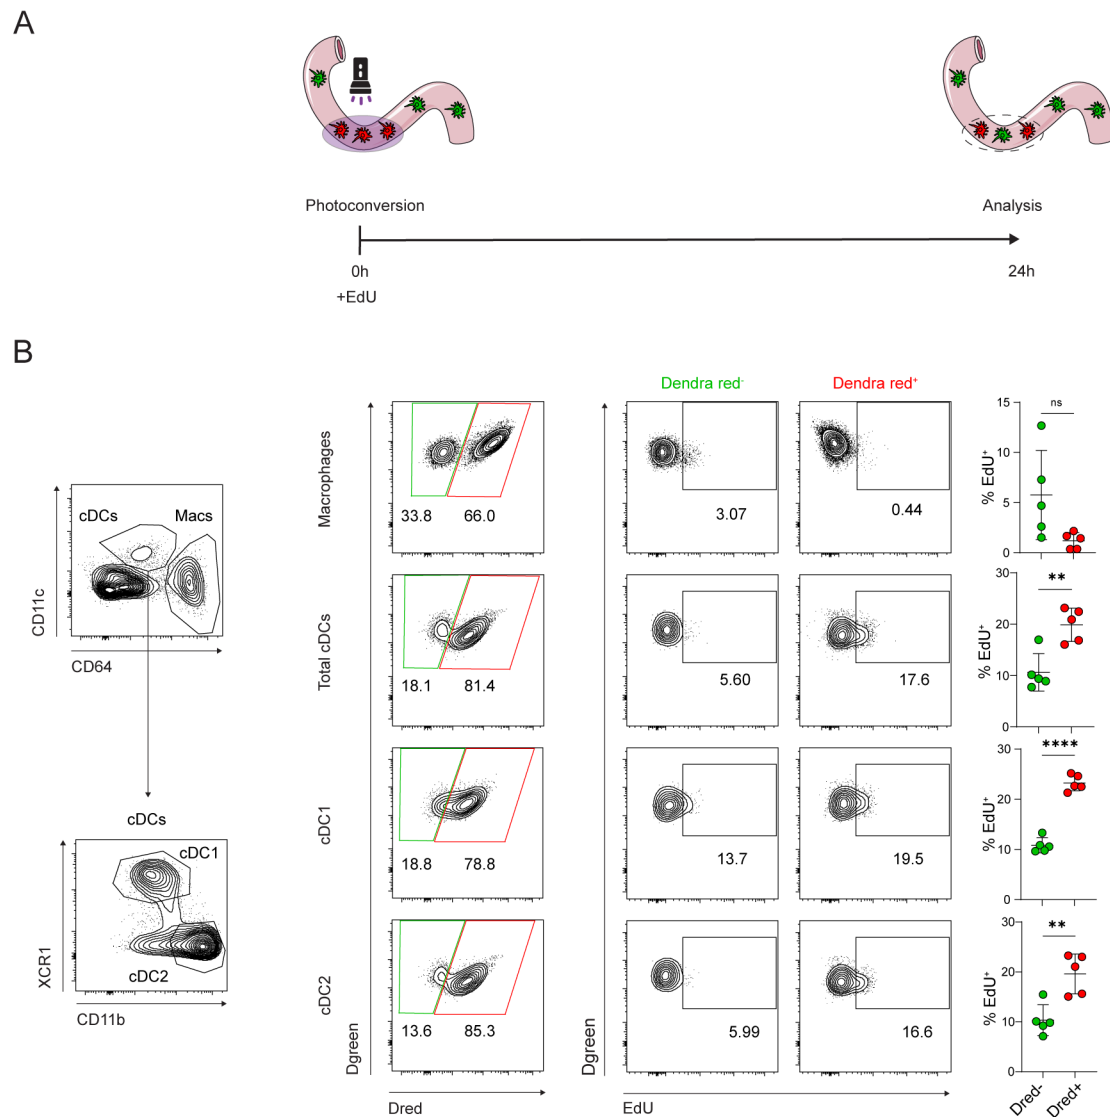 A
Photoconversion
Analysis
0h
24h
+EdU
B
Dendra red-
Dendra red+
cDCs
Macs
CD11c
CD64
cDCs
cDC1
cDC2
XCR1
CD11b
Macrophages
33.8
66.0
3.07
0.44
% EdU+
15
10
5
0
ns
Total cDCs
18.1
81.4
5.60
17.6
% EdU+
30
20
10
0
**
cDC1
18.8
78.8
13.7
19.5
% EdU+
30
20
10
0
****
cDC2
13.6
85.3
5.99
16.6
% EdU+
30
20
10
0
**
Dgreen
Dred
Dgreen
EdU
Dred-
Dred+